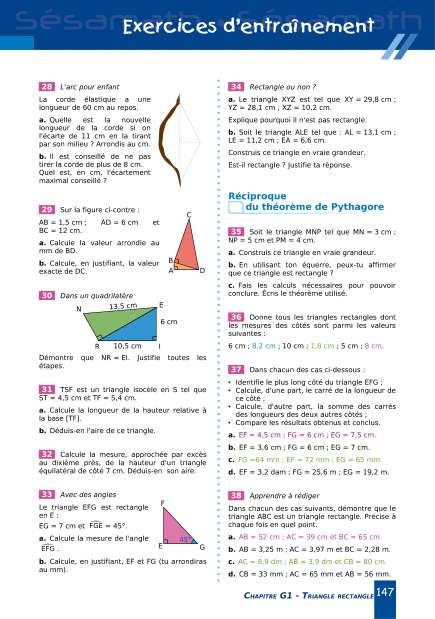 Sésamath Sésamath
Exercices d'entraînement
28 L'arc pour enfant
La corde élastique a une
longueur de 60 cm au repos.
a. Quelle est la nouvelle
longueur de la corde si on
l'écarte de 11 cm en la tirant
par son milieu ? Arrondis au cm.
b. Il est conseillé de ne pas
tirer la corde de plus de 8 cm.
Quel est, en cm, l'écartement
maximal conseillé ?
29 Sur la figure ci-contre :
AB = 1,5 cm ; AD = 6 cm et
BC = 12 cm.
a. Calcule la valeur arrondie au
mm de BD.
b. Calcule, en justifiant, la valeur
exacte de DC.
C
B
A D
30 Dans un quadrilatère
N 13,5 cm E
6 cm
R 10,5 cm I
Démontre que NR = EI. Justifie toutes les
étapes.
31 TSF est un triangle isocèle en S tel que
ST = 4,5 cm et TF = 5,4 cm.
a. Calcule la longueur de la hauteur relative à
la base [TF].
b. Déduis-en l'aire de ce triangle.
32 Calcule la mesure, approchée par excès
au dixième près, de la hauteur d'un triangle
équilatéral de côté 7 cm. Déduis-en son aire.
33 Avec des angles
Le triangle EFG est rectangle
en E :
EG = 7 cm et FGE = 45°.
a. Calcule la mesure de l'angle
EFG .
b. Calcule, en justifiant, EF et FG (tu arrondiras
au mm).
F
45°
E G
34 Rectangle ou non ?
a. Le triangle XYZ est tel que XY = 29,8 cm ;
YZ = 28,1 cm ; XZ = 10,2 cm.
Explique pourquoi il n'est pas rectangle.
b. Soit le triangle ALE tel que : AL = 13,1 cm ;
LE = 11,2 cm ; EA = 6,6 cm.
Construis ce triangle en vraie grandeur.
Est-il rectangle ? Justifie ta réponse.
Réciproque
du théorème de Pythagore
35 Soit le triangle MNP tel que MN = 3 cm ;
NP = 5 cm et PM = 4 cm.
a. Construis ce triangle en vraie grandeur.
b. En utilisant ton équerre, peux-tu affirmer
que ce triangle est rectangle ?
c. Fais les calculs nécessaires pour pouvoir
conclure. Écris le théorème utilisé.
36 Donne tous les triangles rectangles dont
les mesures des côtés sont parmi les valeurs
suivantes :
6 cm ; 8,2 cm ; 10 cm ; 1,8 cm ; 5 cm ; 8 cm.
37 Dans chacun des cas ci-dessous :
• Identifie le plus long côté du triangle EFG ;
• Calcule, d'une part, le carré de la longueur de
ce côté ;
• Calcule, d'autre part, la somme des carrés
des longueurs des deux autres côtés ;
• Compare les résultats obtenus et conclus.
a. EF = 4,5 cm ; FG = 6 cm ; EG = 7,5 cm.
b. EF = 3,6 cm ; FG = 6 cm ; EG = 7 cm.
c. FG =64 mm ; EF = 72 mm ; EG = 65 mm.
d. EF = 3,2 dam ; FG = 25,6 m ; EG = 19,2 m.
38 Apprendre à rédiger
Dans chacun des cas suivants, démontre que le
triangle ABC est un triangle rectangle. Précise à
chaque fois en quel point.
a. AB = 52 cm ; AC = 39 cm et BC = 65 cm.
b. AB = 3,25 m ; AC = 3,97 m et BC = 2,28 m.
c. AC = 8,9 dm ; AB = 3,9 dm et CB = 80 cm.
d. CB = 33 mm ; AC = 65 mm et AB = 56 mm.
CHAPITRE G1 - TRIANGLE RECTANGLE 147